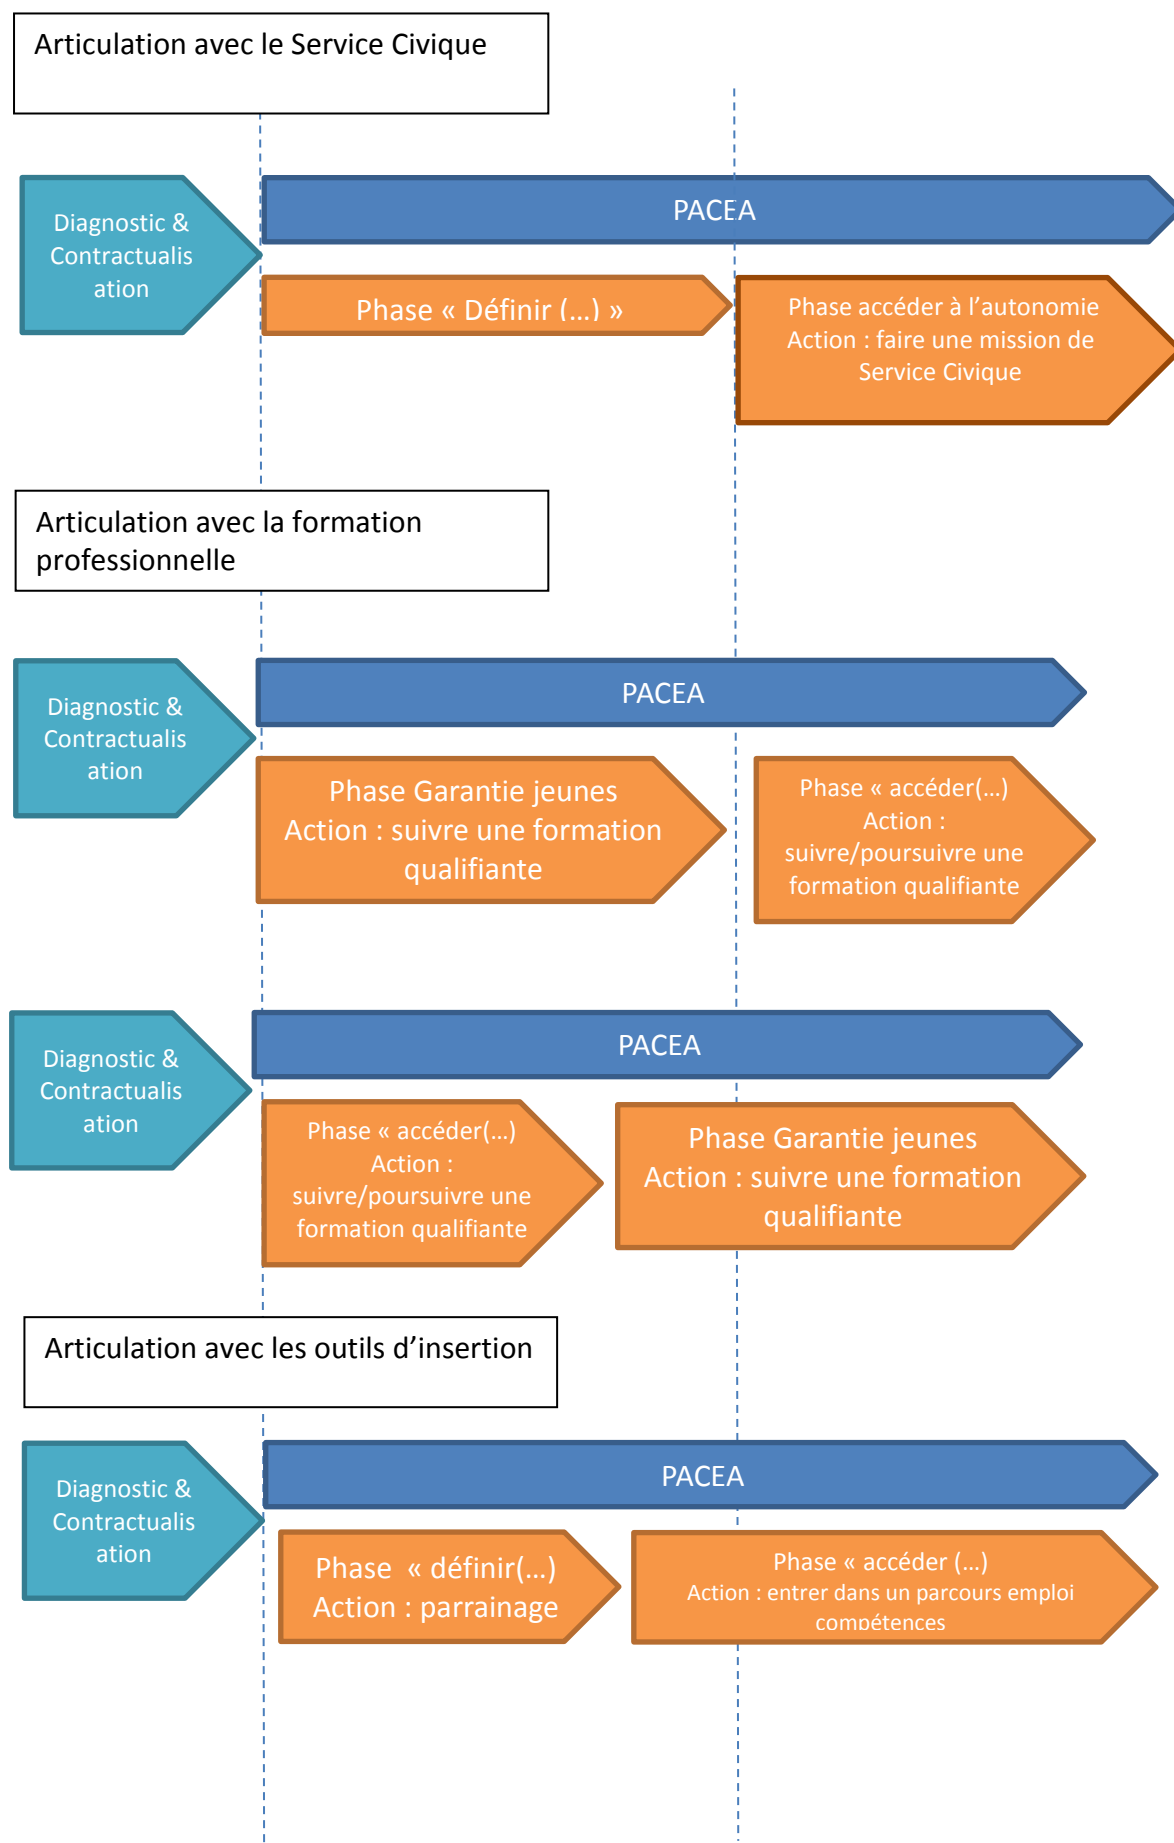 Articulation avec le Service Civique
Diagnostic &
Contractualis
ation
PACEA
Phase « Définir (...) »
Phase accéder à l’autonomie
Action : faire une mission de
Service Civique
Articulation avec la formation
professionnelle
Diagnostic &
Contractualis
ation
PACEA
Phase Garantie jeunes
Action : suivre une formation
qualifiante
Phase « accéder(...)
Action :
suivre/poursuivre une
formation qualifiante
Diagnostic &
Contractualis
ation
PACEA
Phase « accéder(...)
Action :
suivre/poursuivre une
formation qualifiante
Phase Garantie jeunes
Action : suivre une formation
qualifiante
Articulation avec les outils d’insertion
Diagnostic &
Contractualis
ation
PACEA
Phase « définir(...)
Action : parrainage
Phase « accéder (...)
Action : entrer dans un parcours emploi
compétences